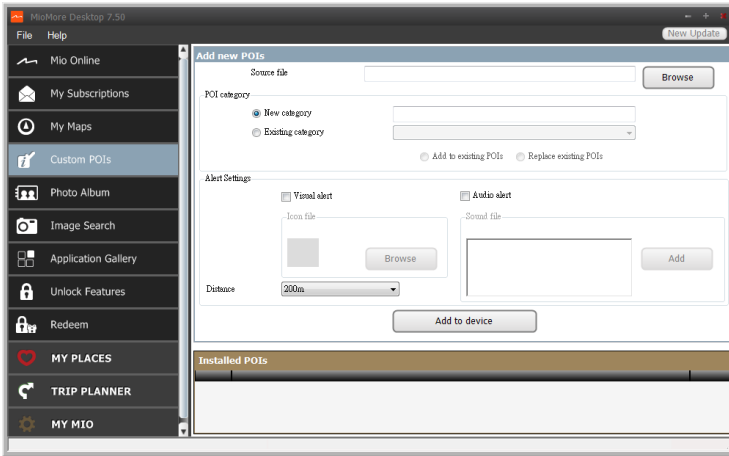 MioMore Desktop 7.50
File Help
New Update
Mio Online
My Subscriptions
My Maps
Custom POIs
Photo Album
Image Search
Application Gallery
Unlock Features
Redeem
MY PLACES
TRIP PLANNER
MY MIO
Add new POIs
Source file
Browse
POI category
New category
Existing category
Add to existing POIs Replace existing POIs
Alert Settings
Visual alert Audio alert
Icon file Sound file
Browse Add
Distance 200m
Add to device
Installed POIs